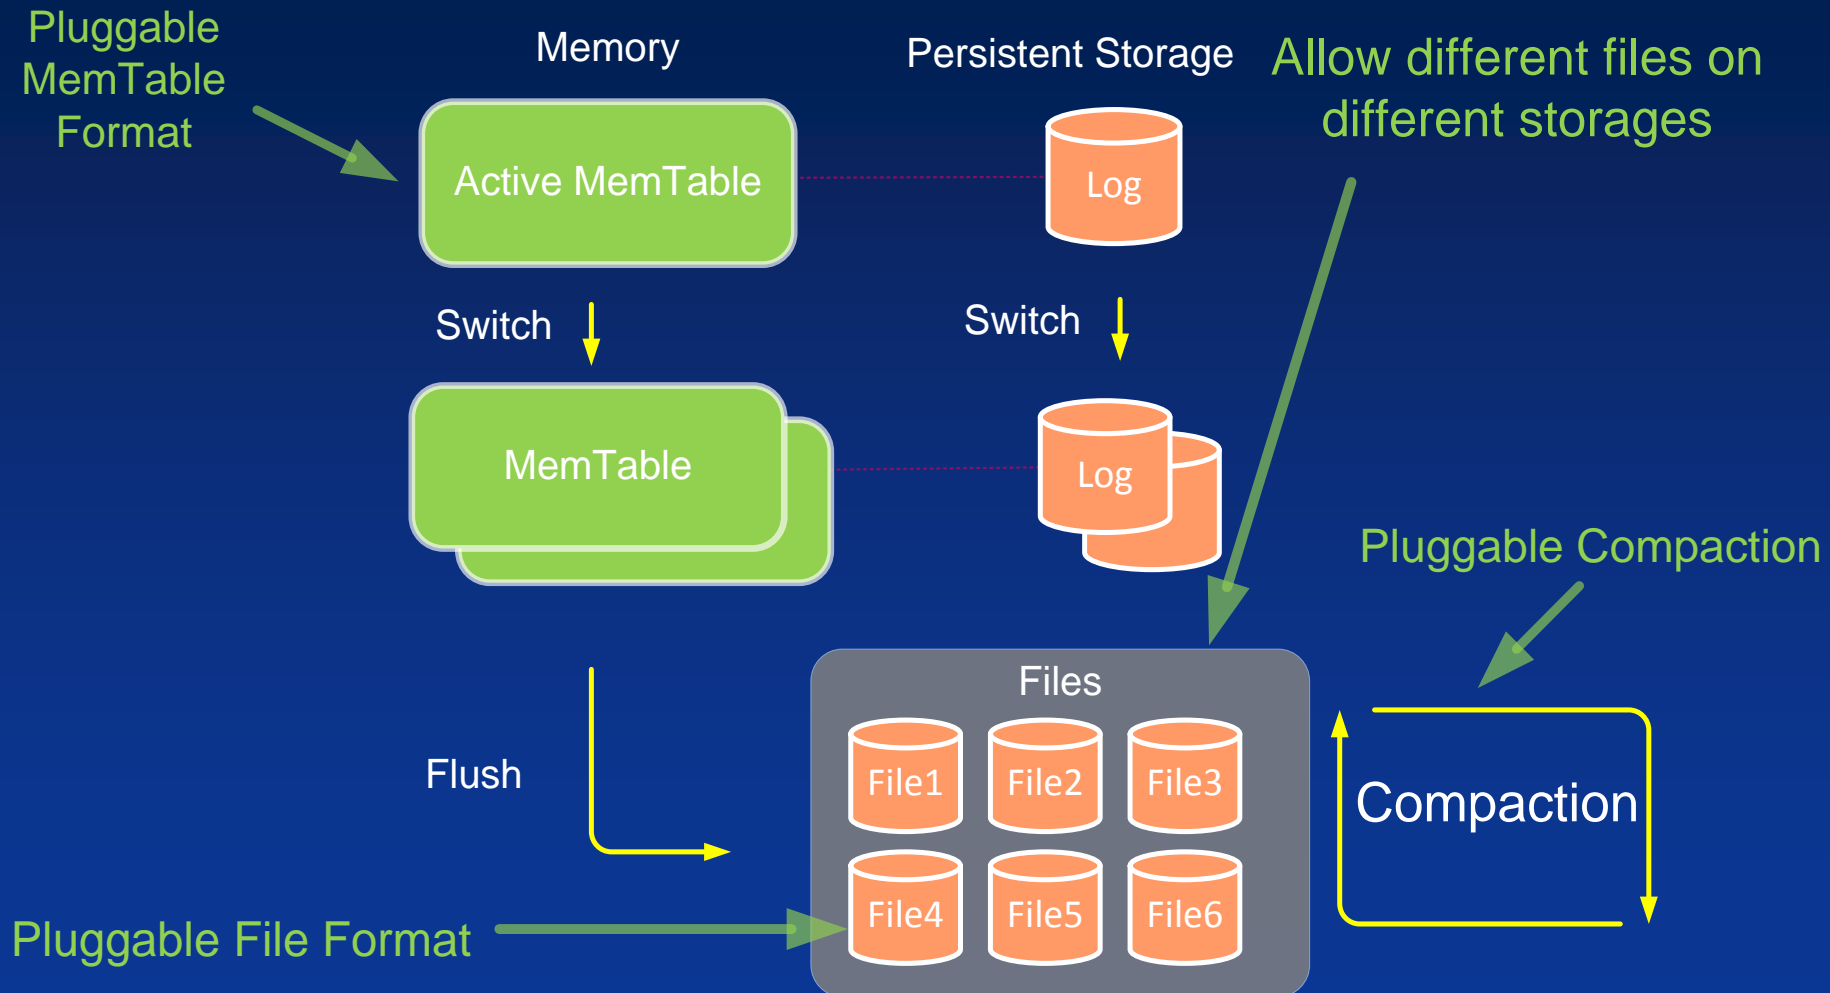 Pluggable
MemTable
Format
Memory
Persistent Storage
Allow different files on
different storages
Active MemTable
Log
Switch
Switch
MemTable
Log
Pluggable Compaction
Files
Flush
File1
File2
File3
Compaction
File4
File5
File6
Pluggable File Format